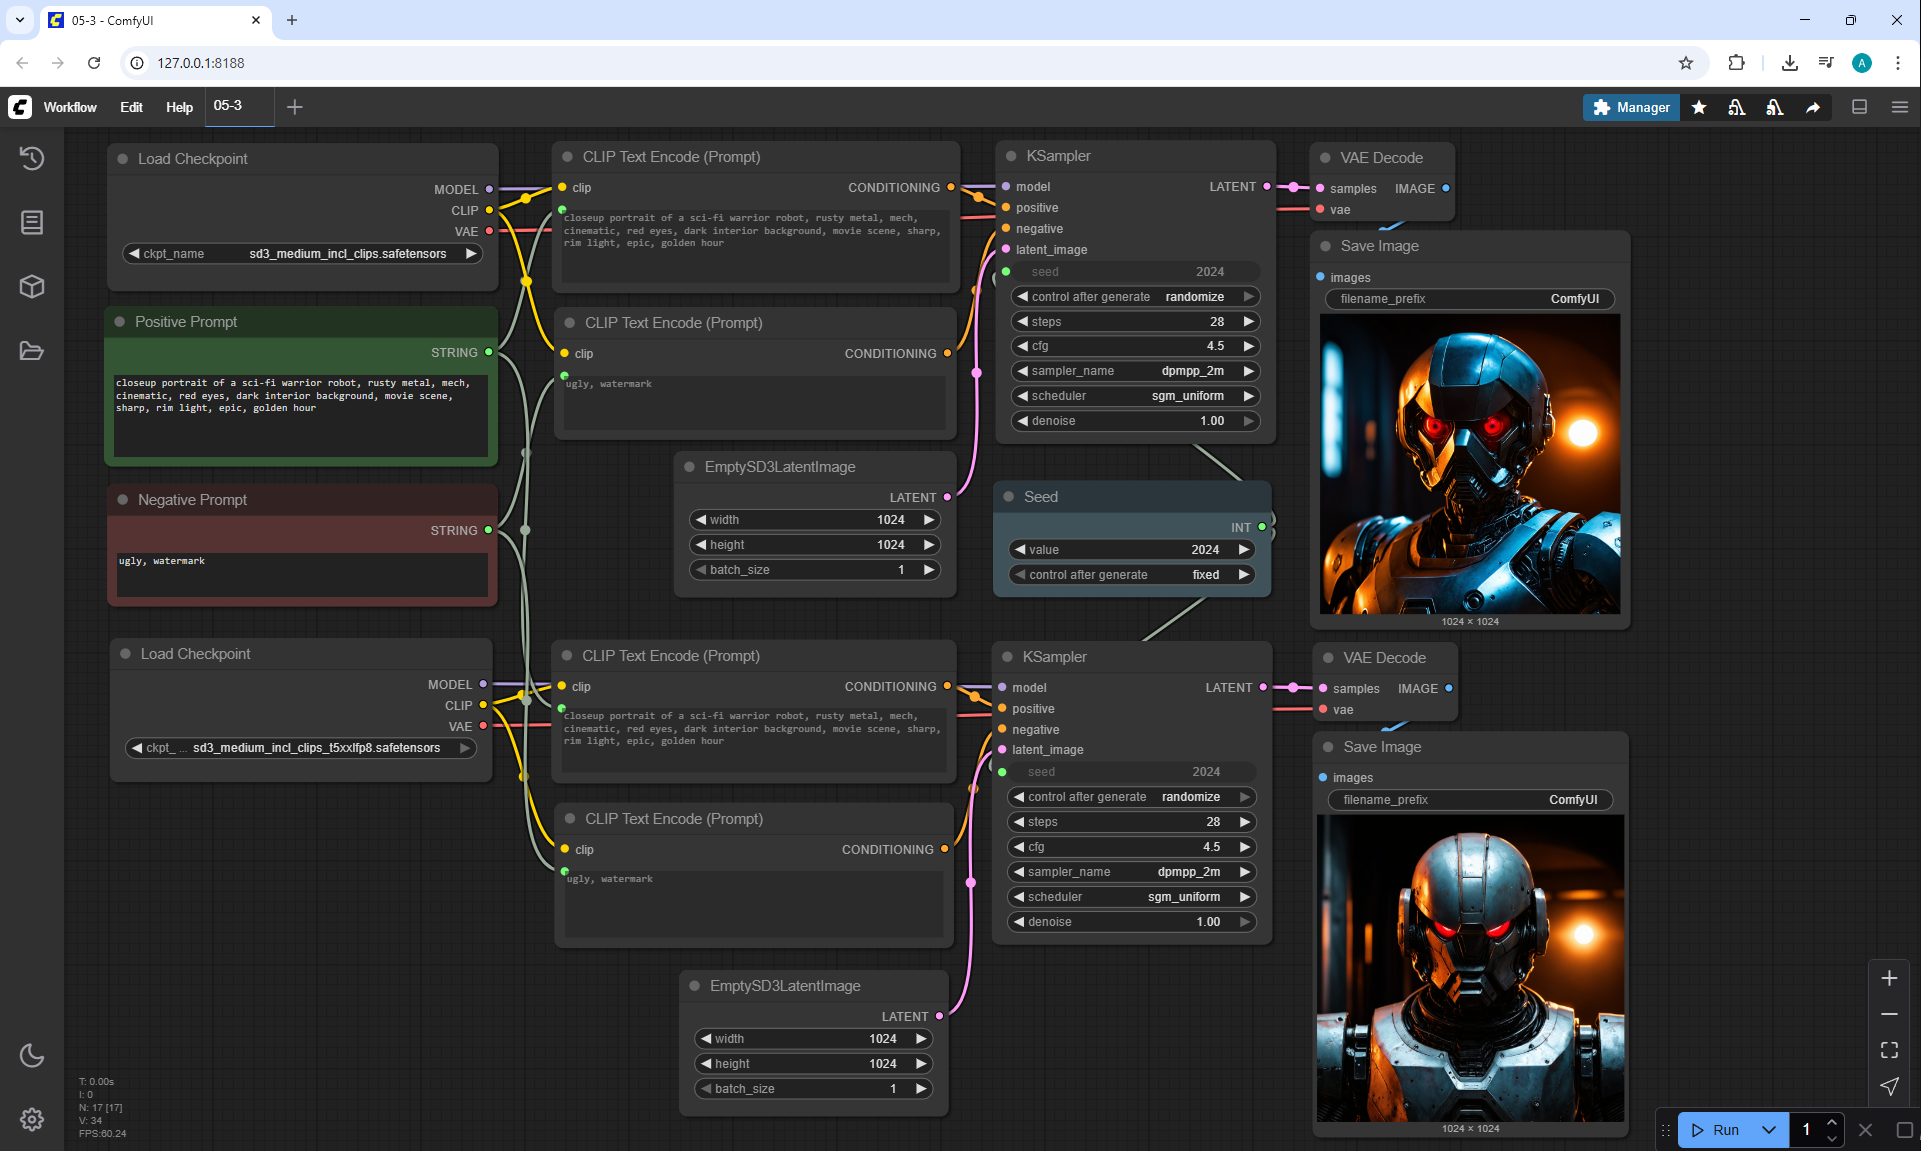 05-3 - ComfyUI
127.0.0.1:8188
A
Workflow Edit Help 05-3
Manager
Load Checkpoint
MODEL
CLIP
VAE
ckpt_name sd3_medium_incl_clips.safetensors
Positive Prompt
STRING
closeup portrait of a sci-fi warrior robot, rusty metal, mech,
cinematic, red eyes, dark interior background, movie scene,
sharp, rim light, epic, golden hour
Negative Prompt
STRING
ugly, watermark
Load Checkpoint
MODEL
CLIP
VAE
ckpt_ ... sd3_medium_incl_clips_t5xxlfp8.safetensors
CLIP Text Encode (Prompt)
clip CONDITIONING
closeup portrait of a sci-fi warrior robot, rusty metal, mech,
cinematic, red eyes, dark interior background, movie scene, sharp,
rim light, epic, golden hour
CLIP Text Encode (Prompt)
clip CONDITIONING
ugly, watermark
EmptySD3LatentImage
LATENT
width 1024
height 1024
batch_size 1
CLIP Text Encode (Prompt)
clip CONDITIONING
closeup portrait of a sci-fi warrior robot, rusty metal, mech,
cinematic, red eyes, dark interior background, movie scene, sharp,
rim light, epic, golden hour
CLIP Text Encode (Prompt)
clip CONDITIONING
ugly, watermark
EmptySD3LatentImage
LATENT
width 1024
height 1024
batch_size 1
KSampler
model LATENT
positive
negative
latent_image
seed 2024
control after generate randomize
steps 28
cfg 4.5
sampler_name dpmpp_2m
scheduler sgm_uniform
denoise 1.00
Seed
INT
value 2024
control after generate fixed
KSampler
model LATENT
positive
negative
latent_image
seed 2024
control after generate randomize
steps 28
cfg 4.5
sampler_name dpmpp_2m
scheduler sgm_uniform
denoise 1.00
VAE Decode
samples IMAGE
vae
Save Image
images
filename_prefix ComfyUI
1024 × 1024
VAE Decode
samples IMAGE
vae
Save Image
images
filename_prefix ComfyUI
1024 × 1024
T: 0.00s
I: 0
N: 17 [17]
V: 34
FPS:60.24
Run 1